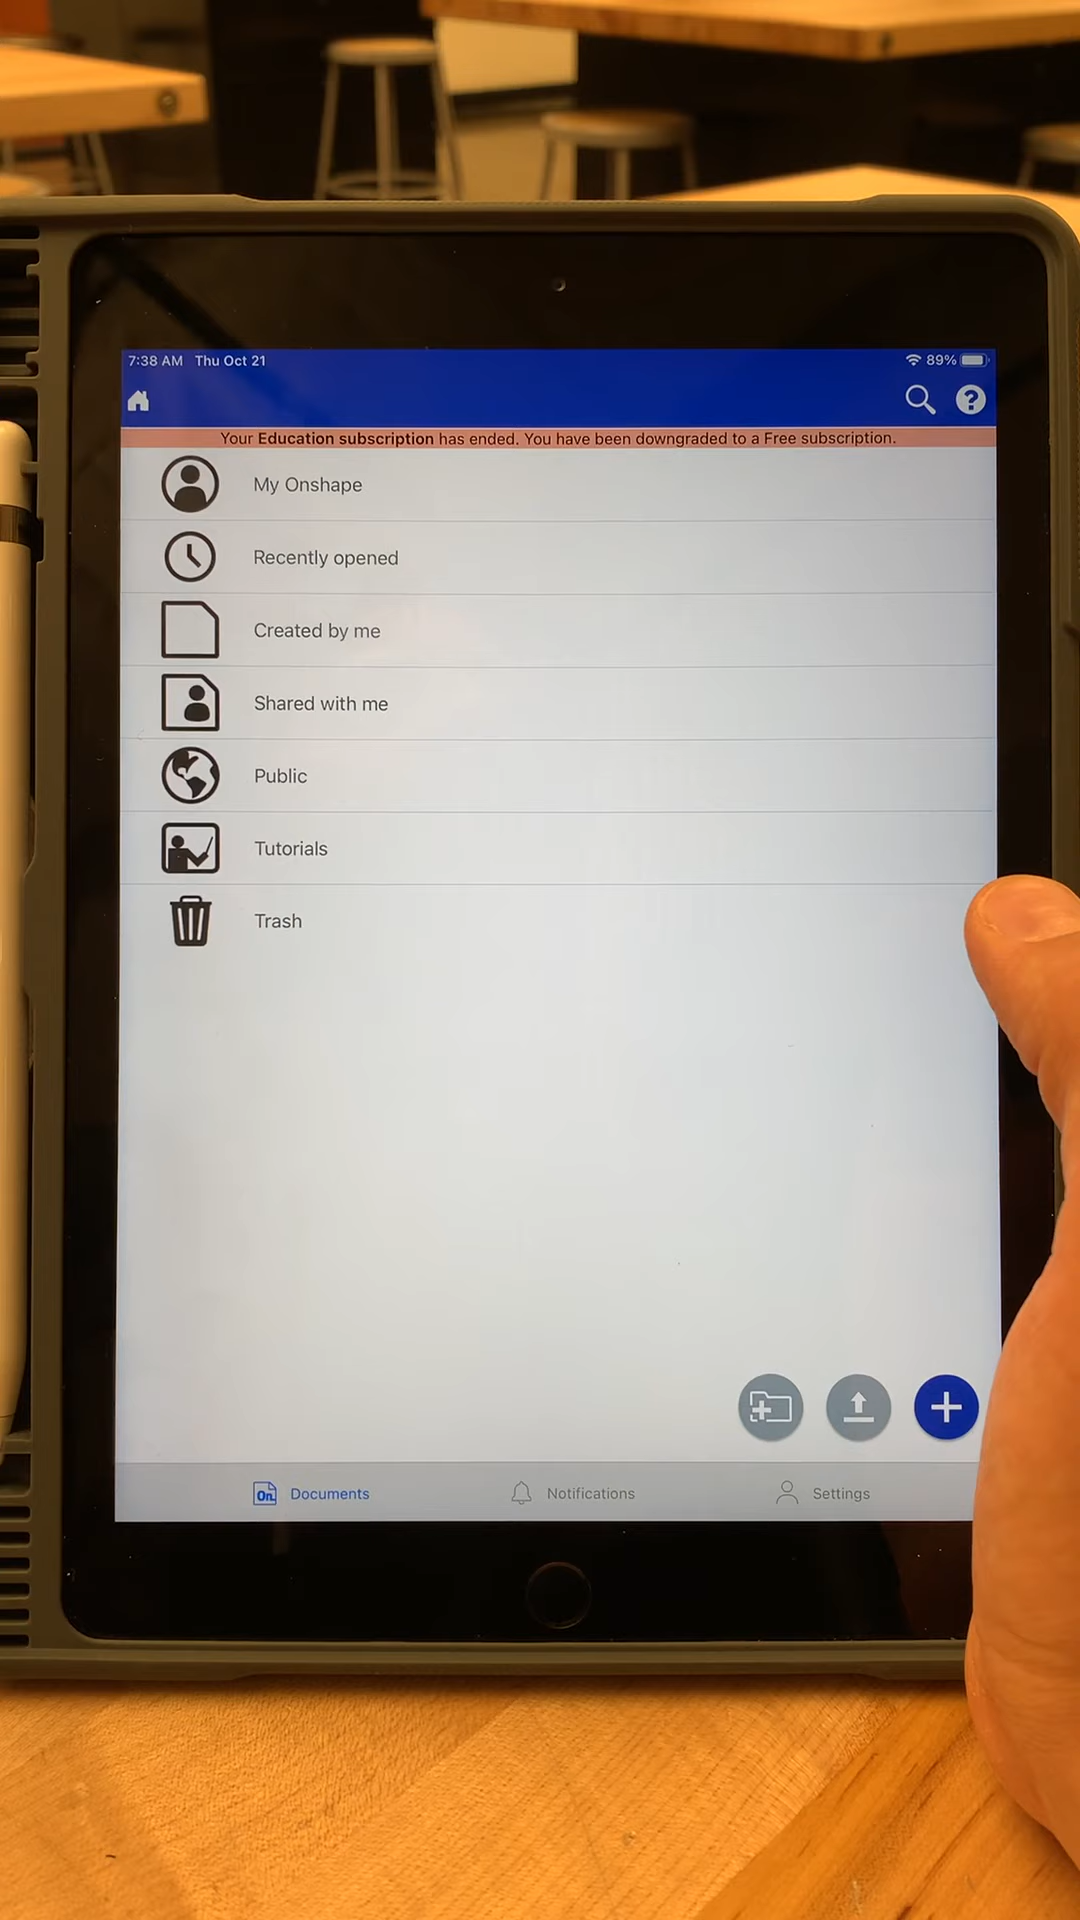 7:38 AM Thu Oct 21 89%
Your Education subscription has ended. You have been downgraded to a Free subscription.
My Onshape
Recently opened
Created by me
Shared with me
Public
Tutorials
Trash
On Documents Notifications Settings